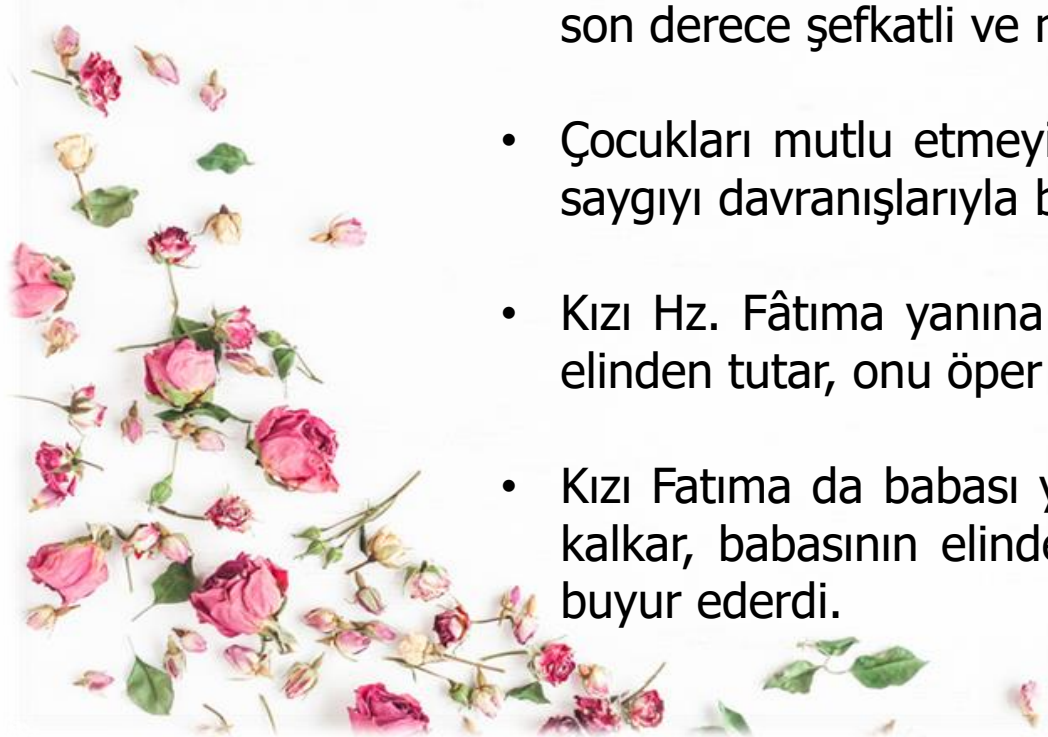 son derece şefkatli ve
• Çocukları mutlu etmeyi
saygıyı davranışlarıyla
• Kızı Hz. Fâtıma yanına
elinden tutar, onu öper
• Kızı Fatıma da babası
kalkar, babasının
buyur ederdi.